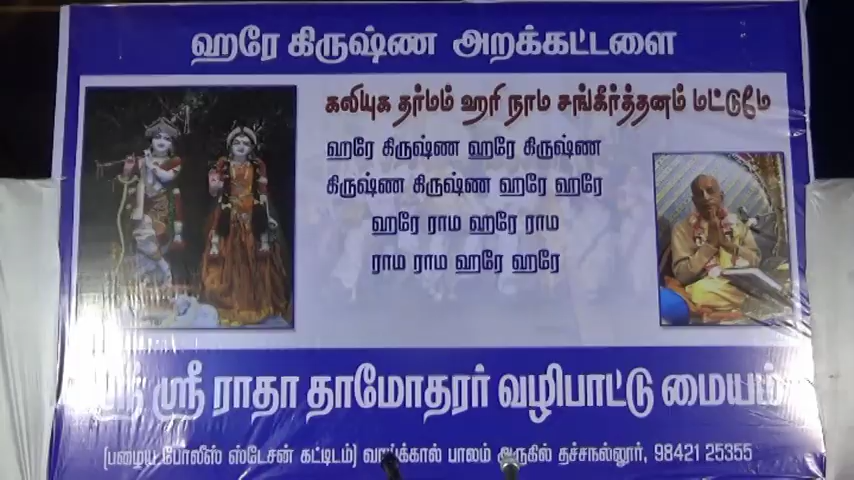 ஹரே கிருஷ்ண அறக்கட்டளை
கலியுக தர்மம் ஹரி நாம சங்கீர்த்தனம் மட்டுமே
ஹரே கிருஷ்ண ஹரே கிருஷ்ண
கிருஷ்ண கிருஷ்ண ஹரே ஹரே
ஹரே ராம ஹரே ராம
ராம ராம ஹரே ஹரே
ஸ்ரீ ஸ்ரீ ராதா தாமோதரர் வழிபாட்டு மையம்
(பழைய போலீஸ் ஸ்டேசன் கட்டிடம்) வாய்க்கால் பாலம் அருகில் தச்சநல்லூர், 98421 25355